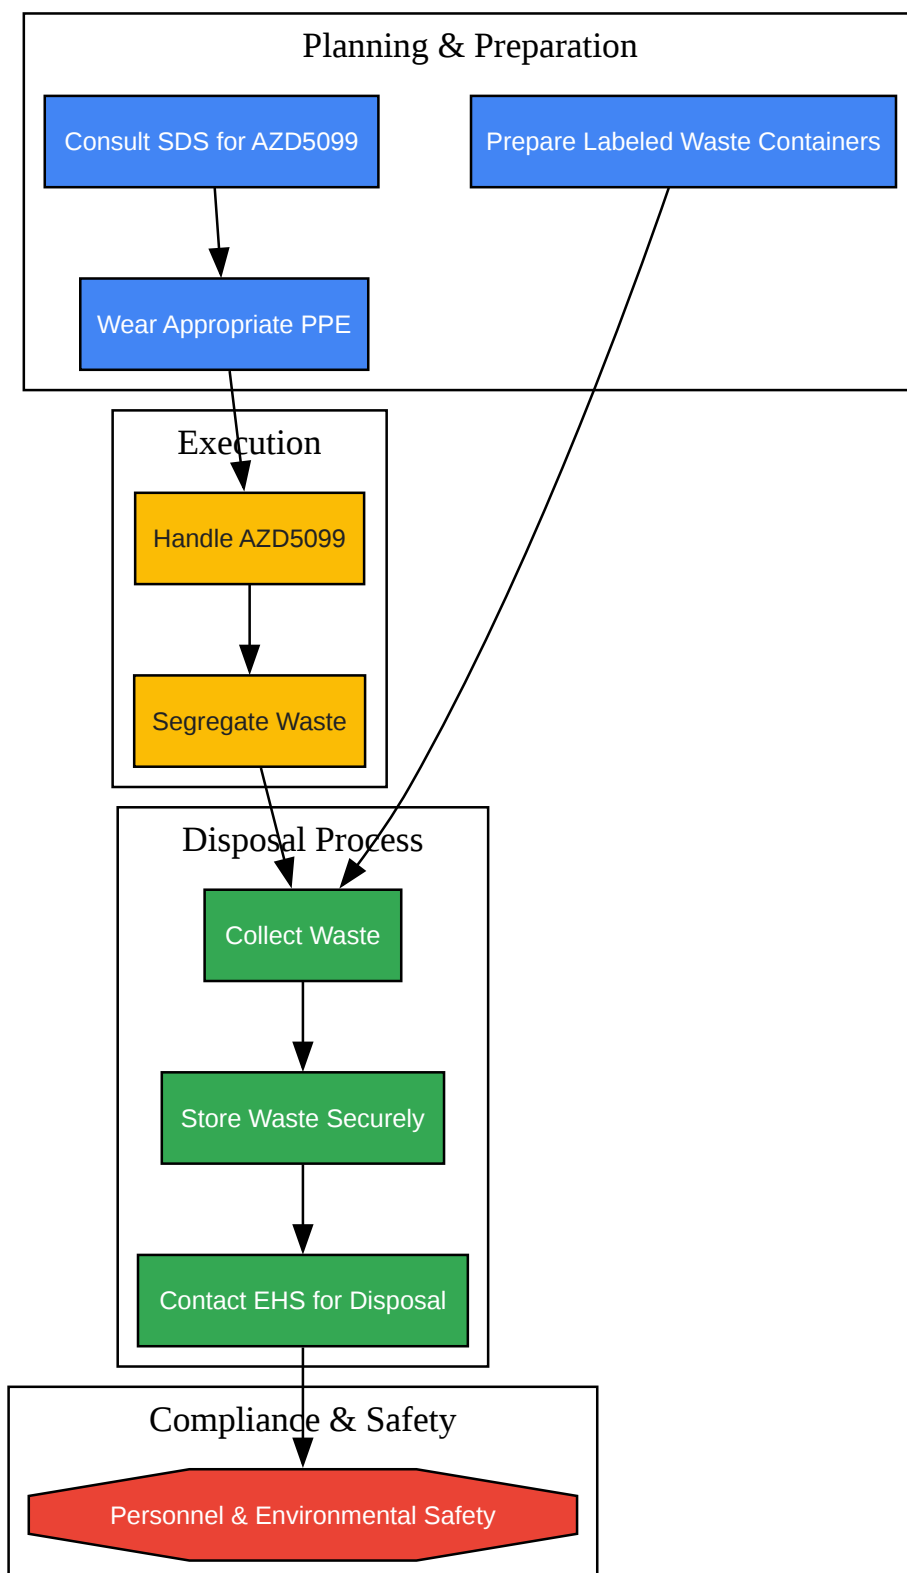 Planning & Preparation
Consult SDS for AZD5099
Prepare Labeled Waste Containers
Wear Appropriate PPE
Execution
Handle AZD5099
Segregate Waste
Disposal Process
Collect Waste
Store Waste Securely
Contact EHS for Disposal
Compliance & Safety
Personnel & Environmental Safety